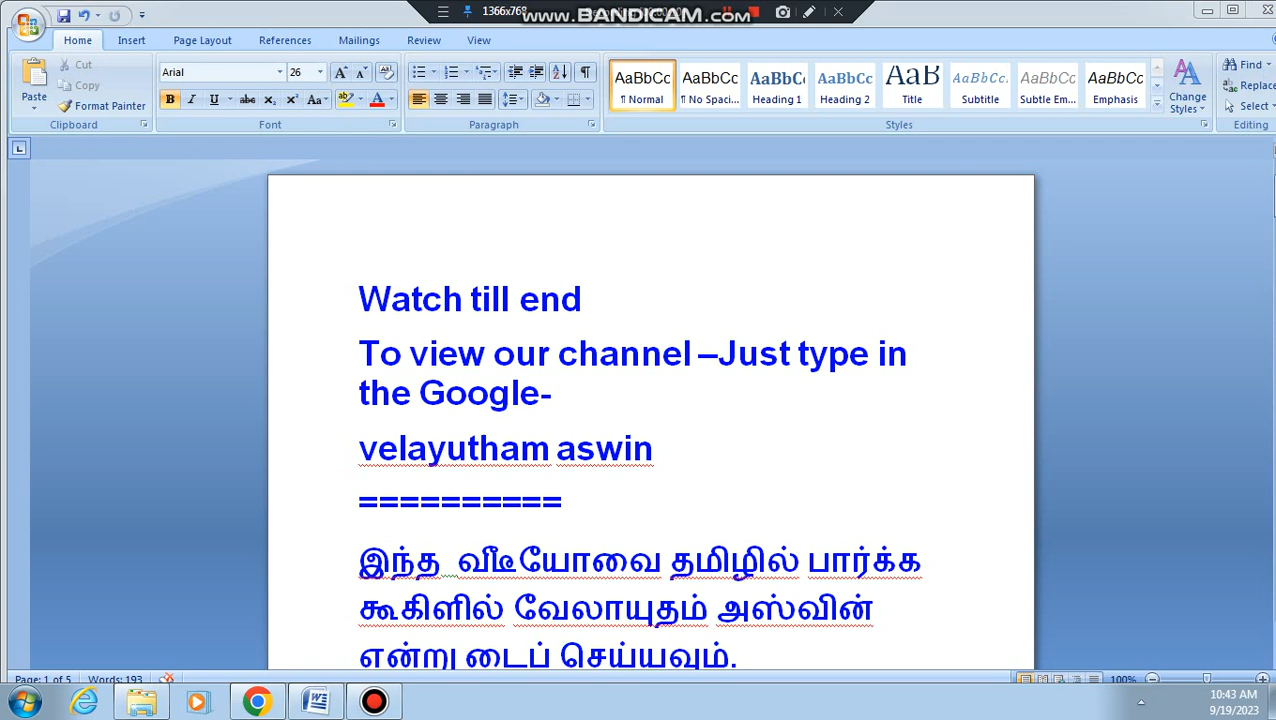 1366x768
www.BANDICAM.com
Home Insert Page Layout References Mailings Review View
Paste
Cut
Copy
Format Painter
Clipboard
Arial 26
Font
Paragraph
AaBbCc AaBbCc AaBbCc AaBbCc AaB AaBbCc. AaBbCc AaBbCc
¶ Normal ¶ No Spaci... Heading 1 Heading 2 Title Subtitle Subtle Em... Emphasis
Styles
Change Styles
Find
Replace
Select
Editing
Watch till end
To view our channel –Just type in
the Google-
velayutham aswin
==========
இந்த வீடியோவை தமிழில் பார்க்க
கூகிளில் வேலாயுதம் அஸ்வின்
என்று டைப் செய்யவும்.
Page: 1 of 5 Words: 193 100%
10:43 AM
9/19/2023